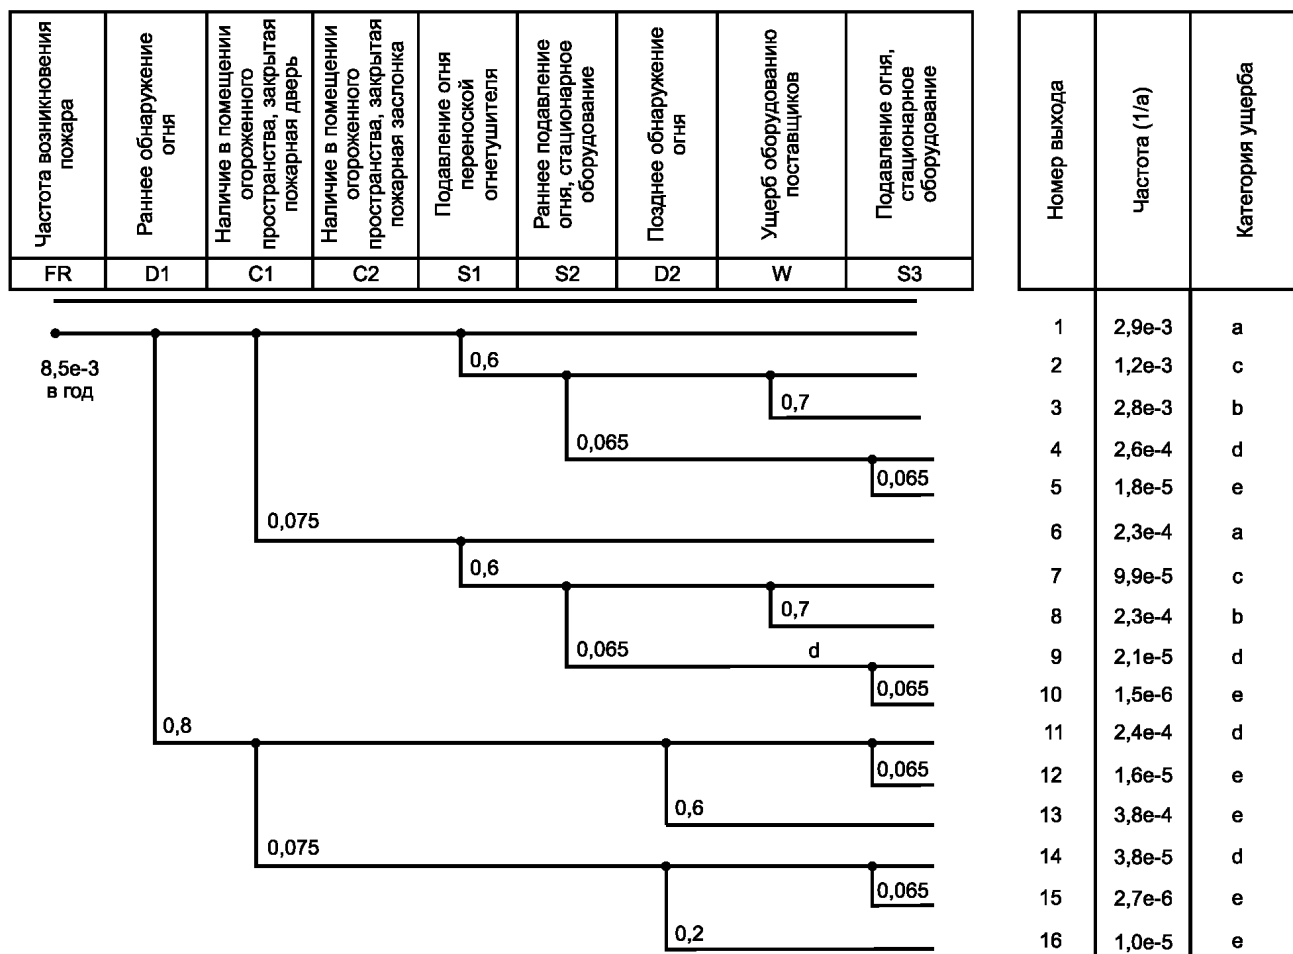 Частота возникновения
пожара
Раннее обнаружение
огня
Наличие в помещении
огороженного
пространства, закрытая
пожарная дверь
Наличие в помещении
огороженного
пространства, закрытая
пожарная заслонка
Подавление огня
переноской
огнетушителя
Раннее подавление
огня, стационарное
оборудование
Позднее обнаружение
огня
Ущерб оборудованию
поставщиков
Подавление огня,
стационарное
оборудование
Номер выхода
Частота (1/a)
Категория ущерба
FR D1 C1 C2 S1 S2 D2 W S3
8,5e-3
в год
1 2,9e-3 a
0,6
2 1,2e-3 c
0,7
3 2,8e-3 b
0,065
4 2,6e-4 d
0,065
5 1,8e-5 e
0,075
6 2,3e-4 a
0,6
7 9,9e-5 c
0,7
8 2,3e-4 b
0,065 d
9 2,1e-5 d
0,065
10 1,5e-6 e
0,8
11 2,4e-4 d
0,065
12 1,6e-5 e
0,6
13 3,8e-4 e
0,075
14 3,8e-5 d
0,065
15 2,7e-6 e
0,2
16 1,0e-5 e